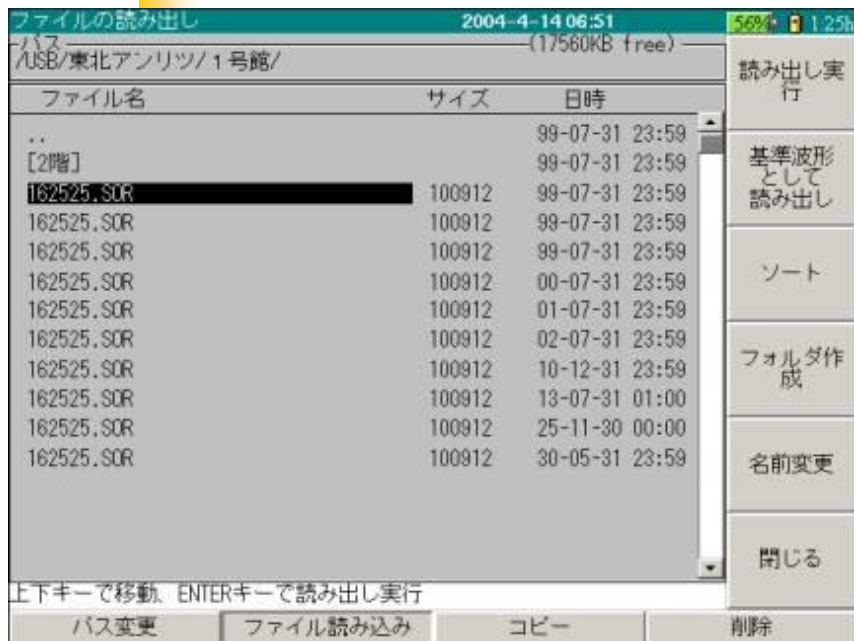 ファイルの読み出し 2004-4-14 06:51 56% 1:25h
パス (17560KB free)
/USB/東北アンリツ/1号館/
ファイル名 サイズ 日時
.. 99-07-31 23:59
[2階] 99-07-31 23:59
162525.SOR 100912 99-07-31 23:59
162525.SOR 100912 99-07-31 23:59
162525.SOR 100912 99-07-31 23:59
162525.SOR 100912 00-07-31 23:59
162525.SOR 100912 01-07-31 23:59
162525.SOR 100912 02-07-31 23:59
162525.SOR 100912 10-12-31 23:59
162525.SOR 100912 13-07-31 01:00
162525.SOR 100912 25-11-30 00:00
162525.SOR 100912 30-05-31 23:59
上下キーで移動、ENTERキーで読み出し実行
パス変更 ファイル読み込み コピー 削除
読み出し実
行
基準波形
として
読み出し
ソート
フォルダ作
成
名前変更
閉じる